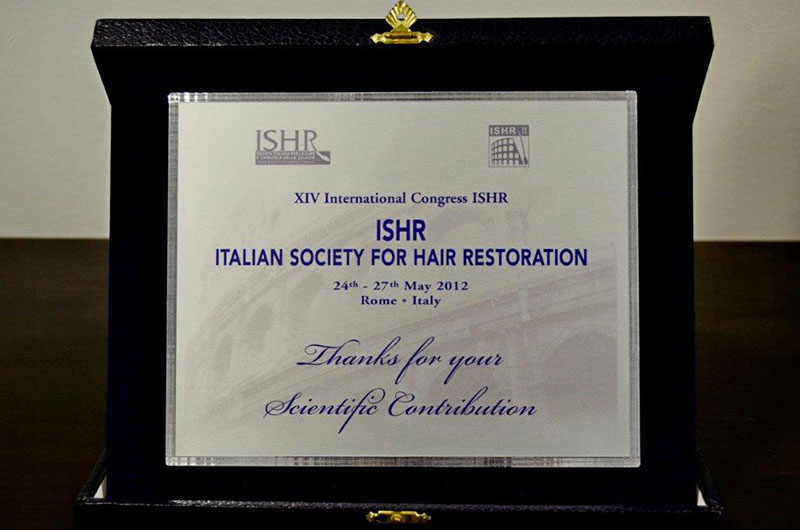 ISHR
ISHR
XIV International Congress ISHR
ISHR
ITALIAN SOCIETY FOR HAIR RESTORATION
24th - 27th May 2012
Rome • Italy
Thanks for your
Scientific Contribution